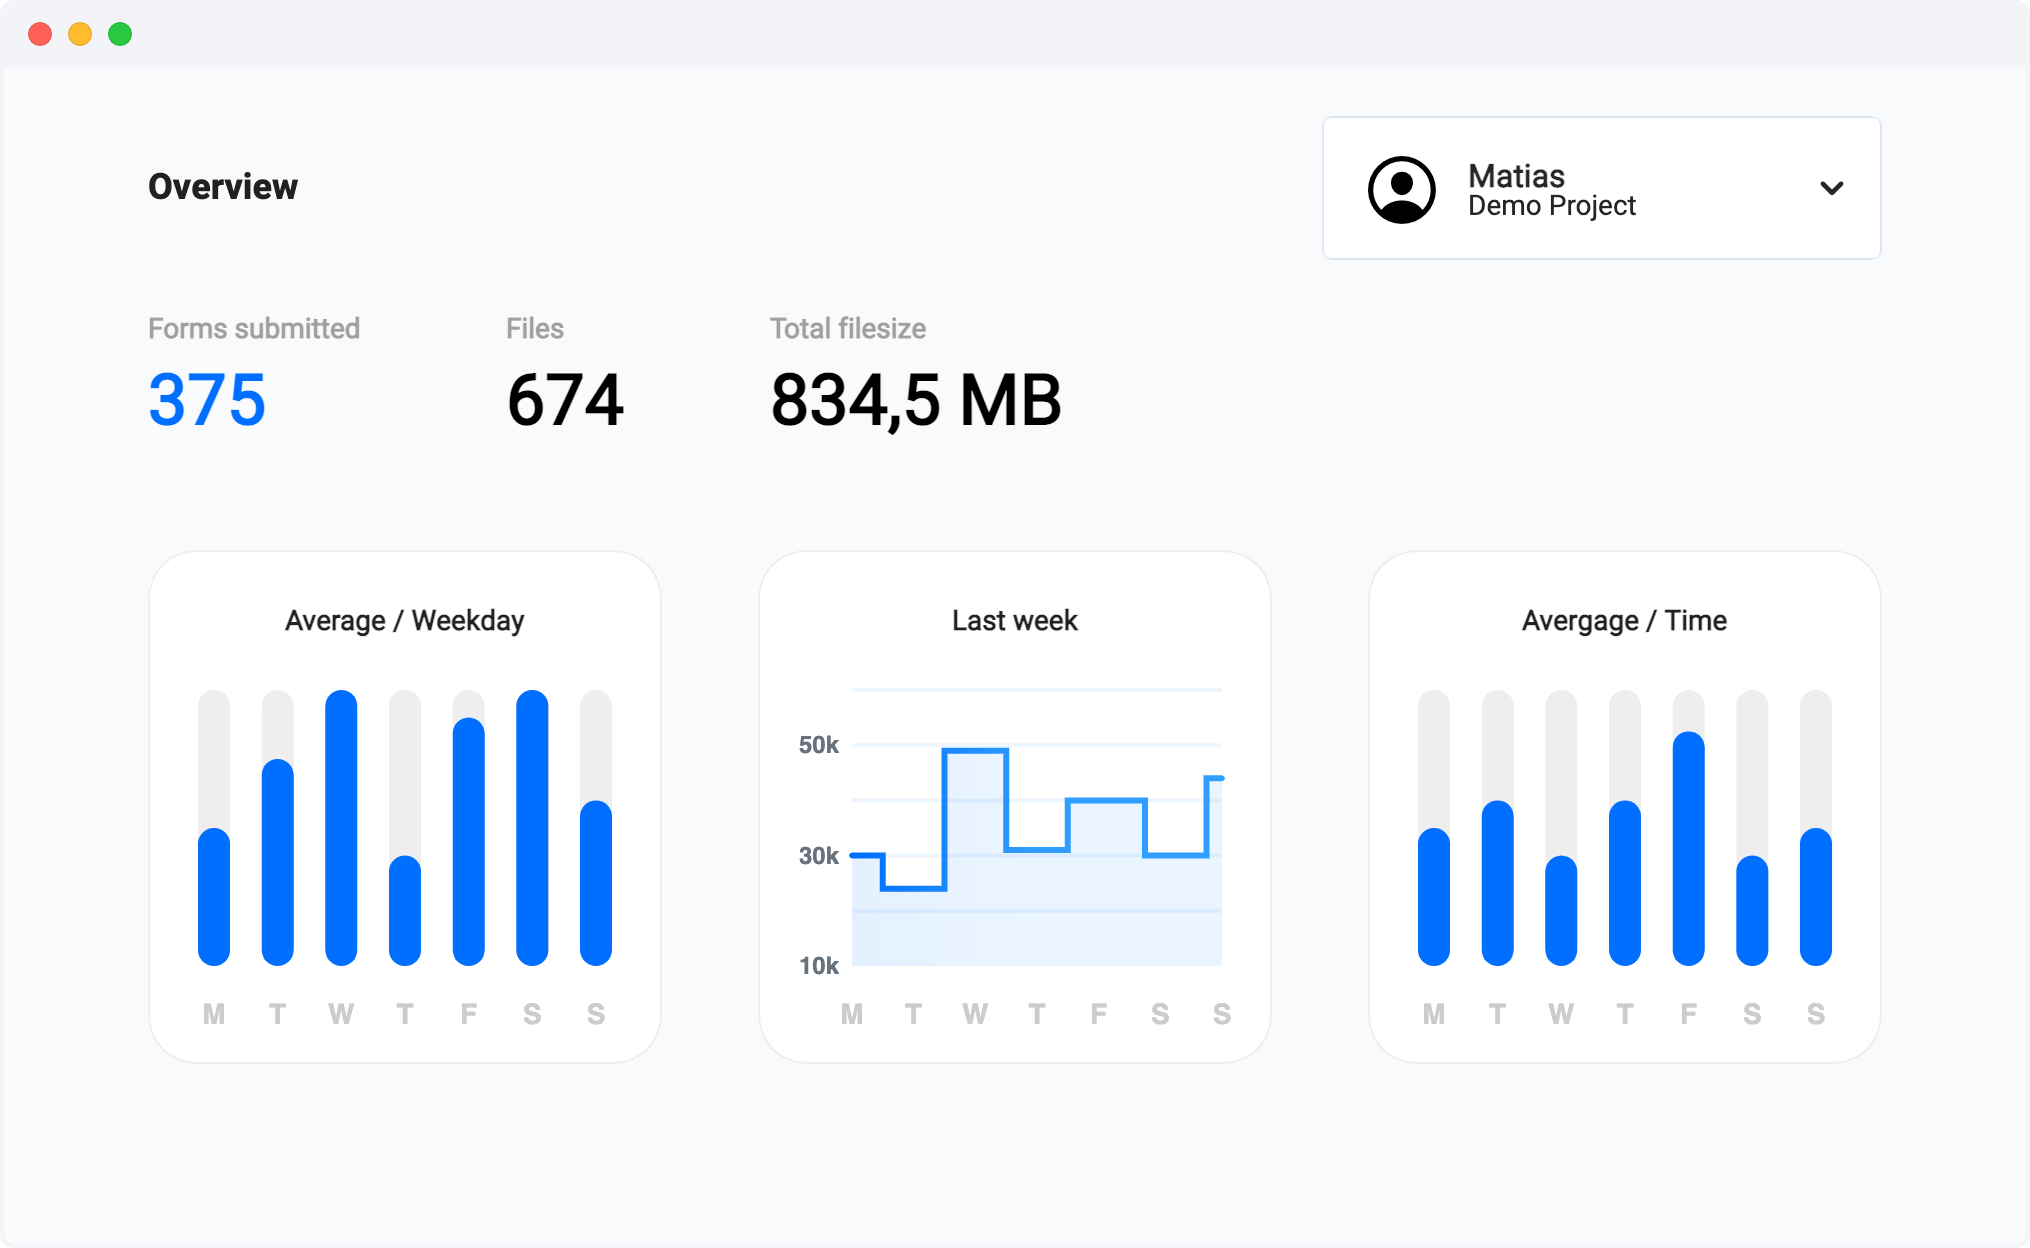 Overview
Matias
Demo Project
Forms submitted
375
Files
674
Total filesize
834,5 MB
Average / Weekday
M T W T F S S
Last week
50k
30k
10k
M T W T F S S
Avergage / Time
M T W T F S S